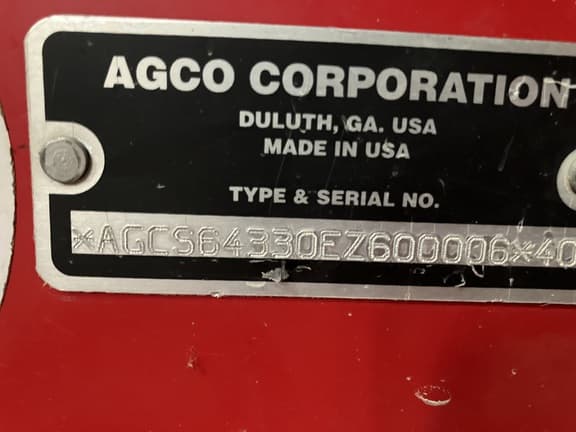 AGCO CORPORATION
DULUTH, GA. USA
MADE IN USA
TYPE & SERIAL NO.
*AGCS64330EZ600006*40